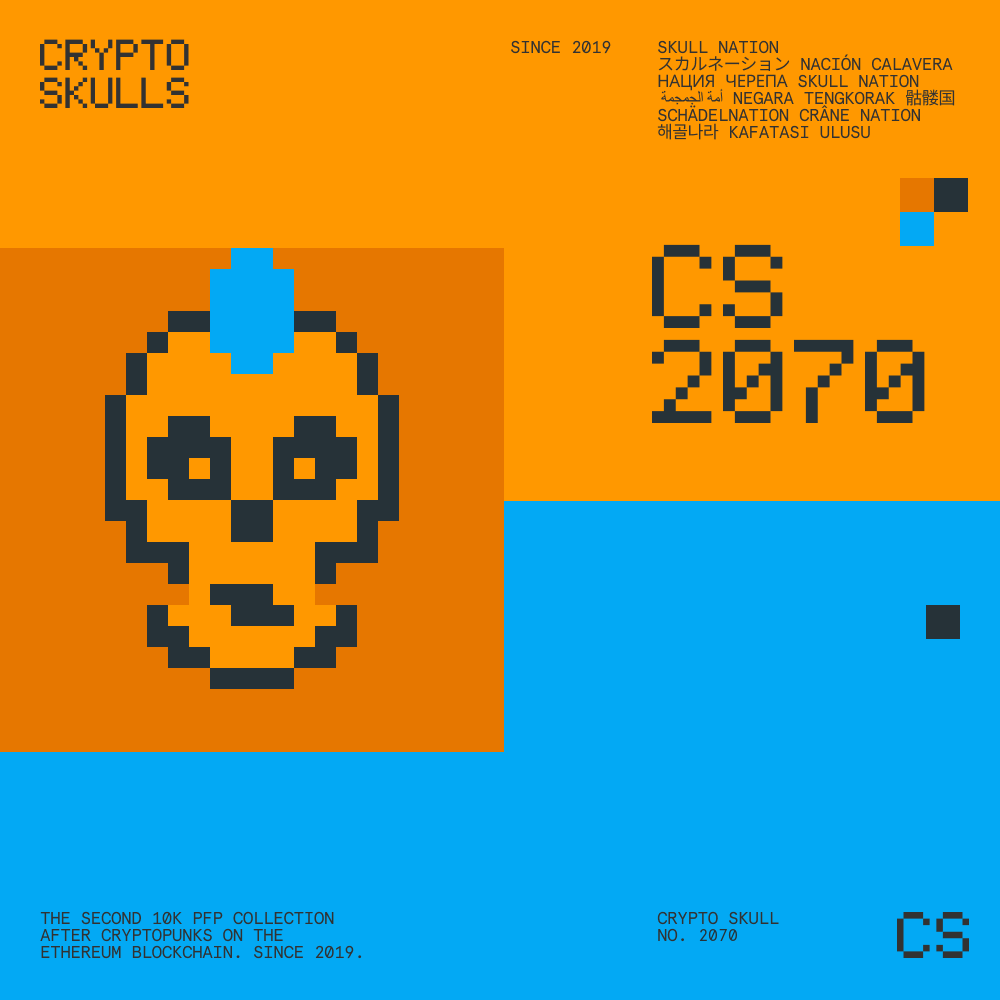 CRYPTO
SKULLS
SINCE 2019
SKULL NATION
スカルネーション NACIÓN CALAVERA
НАЦИЯ ЧЕРЕПА SKULL NATION
أمة الجمجمة NEGARA TENGKORAK 骷髅国
SCHÄDELNATION CRÂNE NATION
해골나라 KAFATASI ULUSU
CS
2070
THE SECOND 10K PFP COLLECTION
AFTER CRYPTOPUNKS ON THE
ETHEREUM BLOCKCHAIN. SINCE 2019.
CRYPTO SKULL
NO. 2070
CS